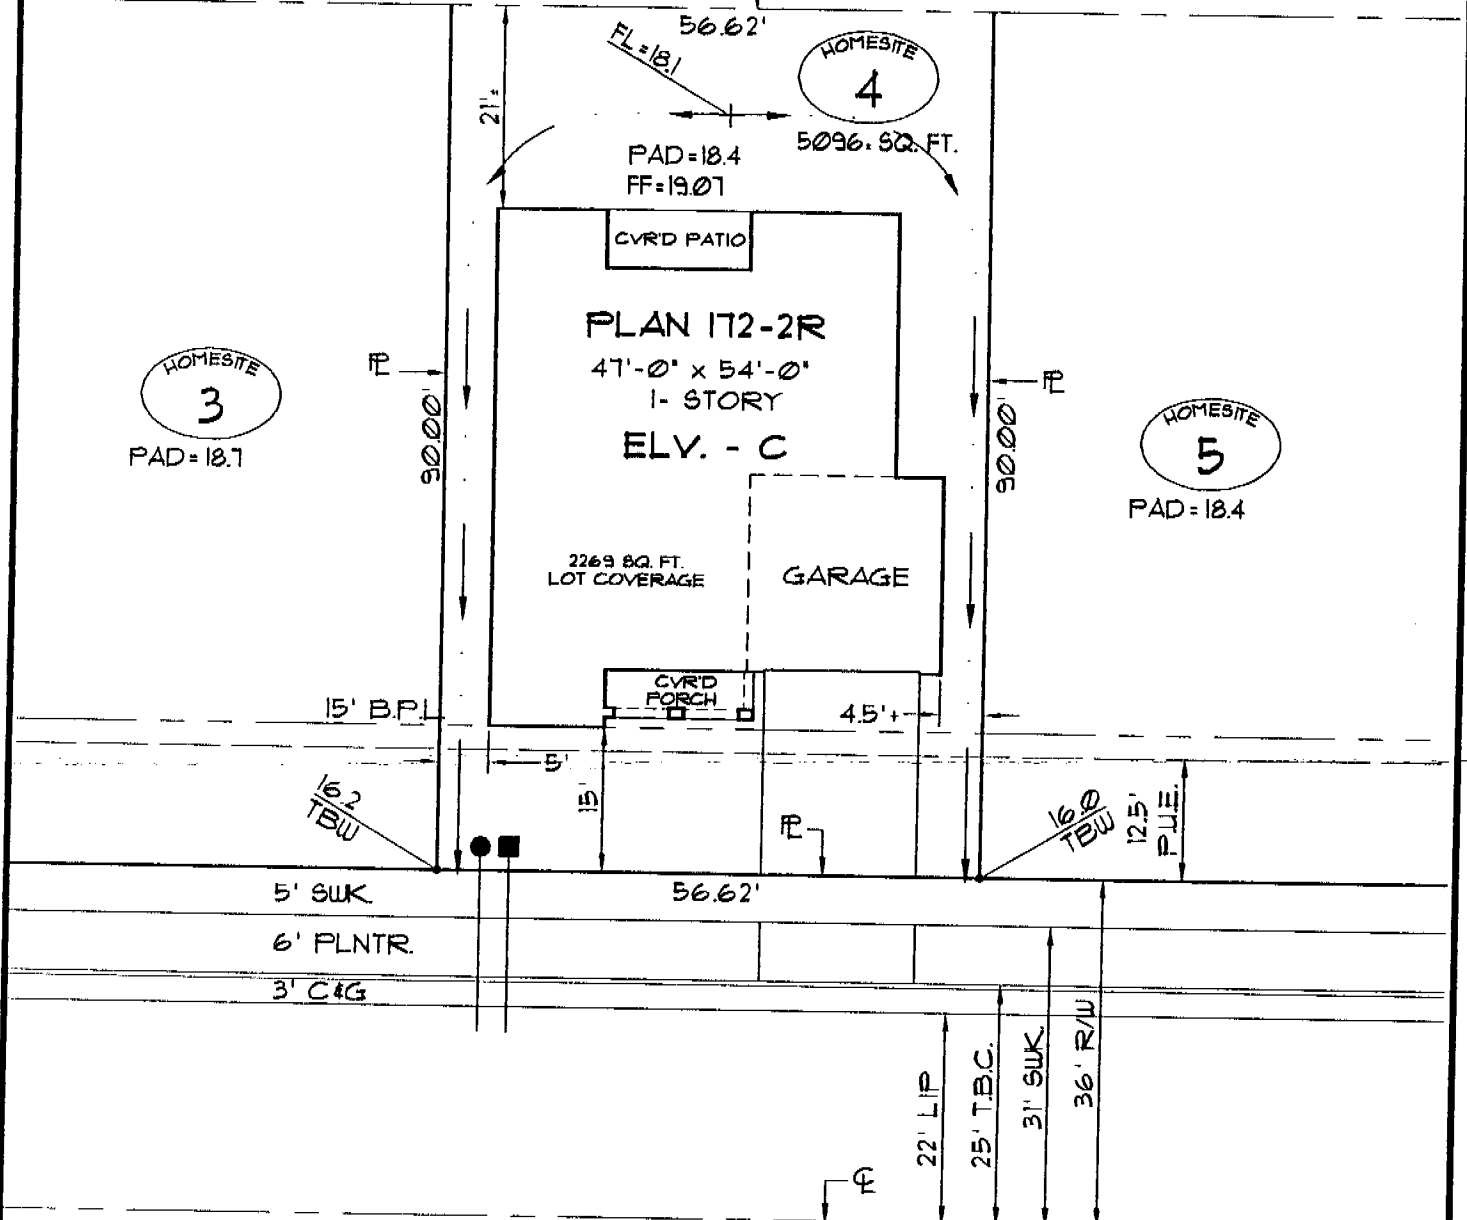 56.62'
FL=18.1
HOMESITE
4
5096± SQ. FT.
21'±
PAD=18.4
FF=19.07
CVR'D PATIO
PLAN 172-2R
47'-0" x 54'-0"
1- STORY
ELV. - C
HOMESITE
3
PAD=18.7
PL
90.00'
PL
90.00'
HOMESITE
5
PAD=18.4
2269 SQ. FT.
LOT COVERAGE
GARAGE
CVR'D
PORCH
15' B.P.L.
4.5'±
5'
15'
16.2
TBW
PL
16.0
TBW
12.5'
P.U.E.
5' SWK.
56.62'
6' PLNTR.
3' C&G
22' LIP
25' T.B.C.
31' SWK.
36' R/W
CL